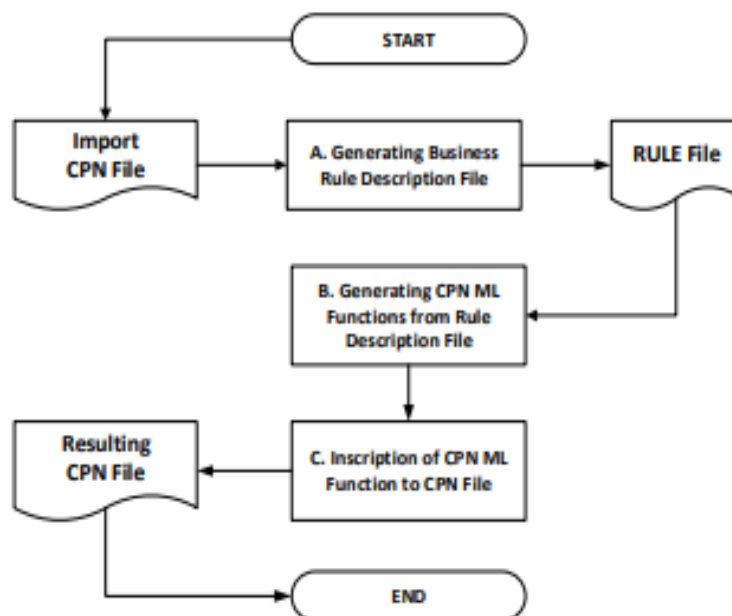 START
Import
CPN File
A. Generating Business
Rule Description File
RULE File
B. Generating CPN ML
Functions from Rule
Description File
C. Inscription of CPN ML
Function to CPN File
Resulting
CPN File
END